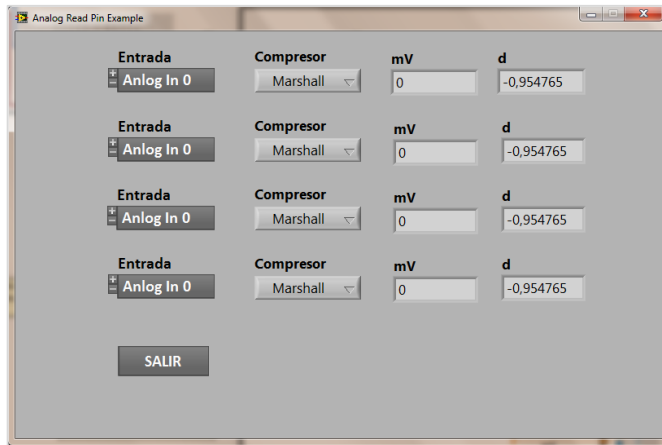 Analog Read Pin Example
Entrada Compresor mV d
Anlog In 0 Marshall 0 -0,954765
Entrada Compresor mV d
Anlog In 0 Marshall 0 -0,954765
Entrada Compresor mV d
Anlog In 0 Marshall 0 -0,954765
Entrada Compresor mV d
Anlog In 0 Marshall 0 -0,954765
SALIR